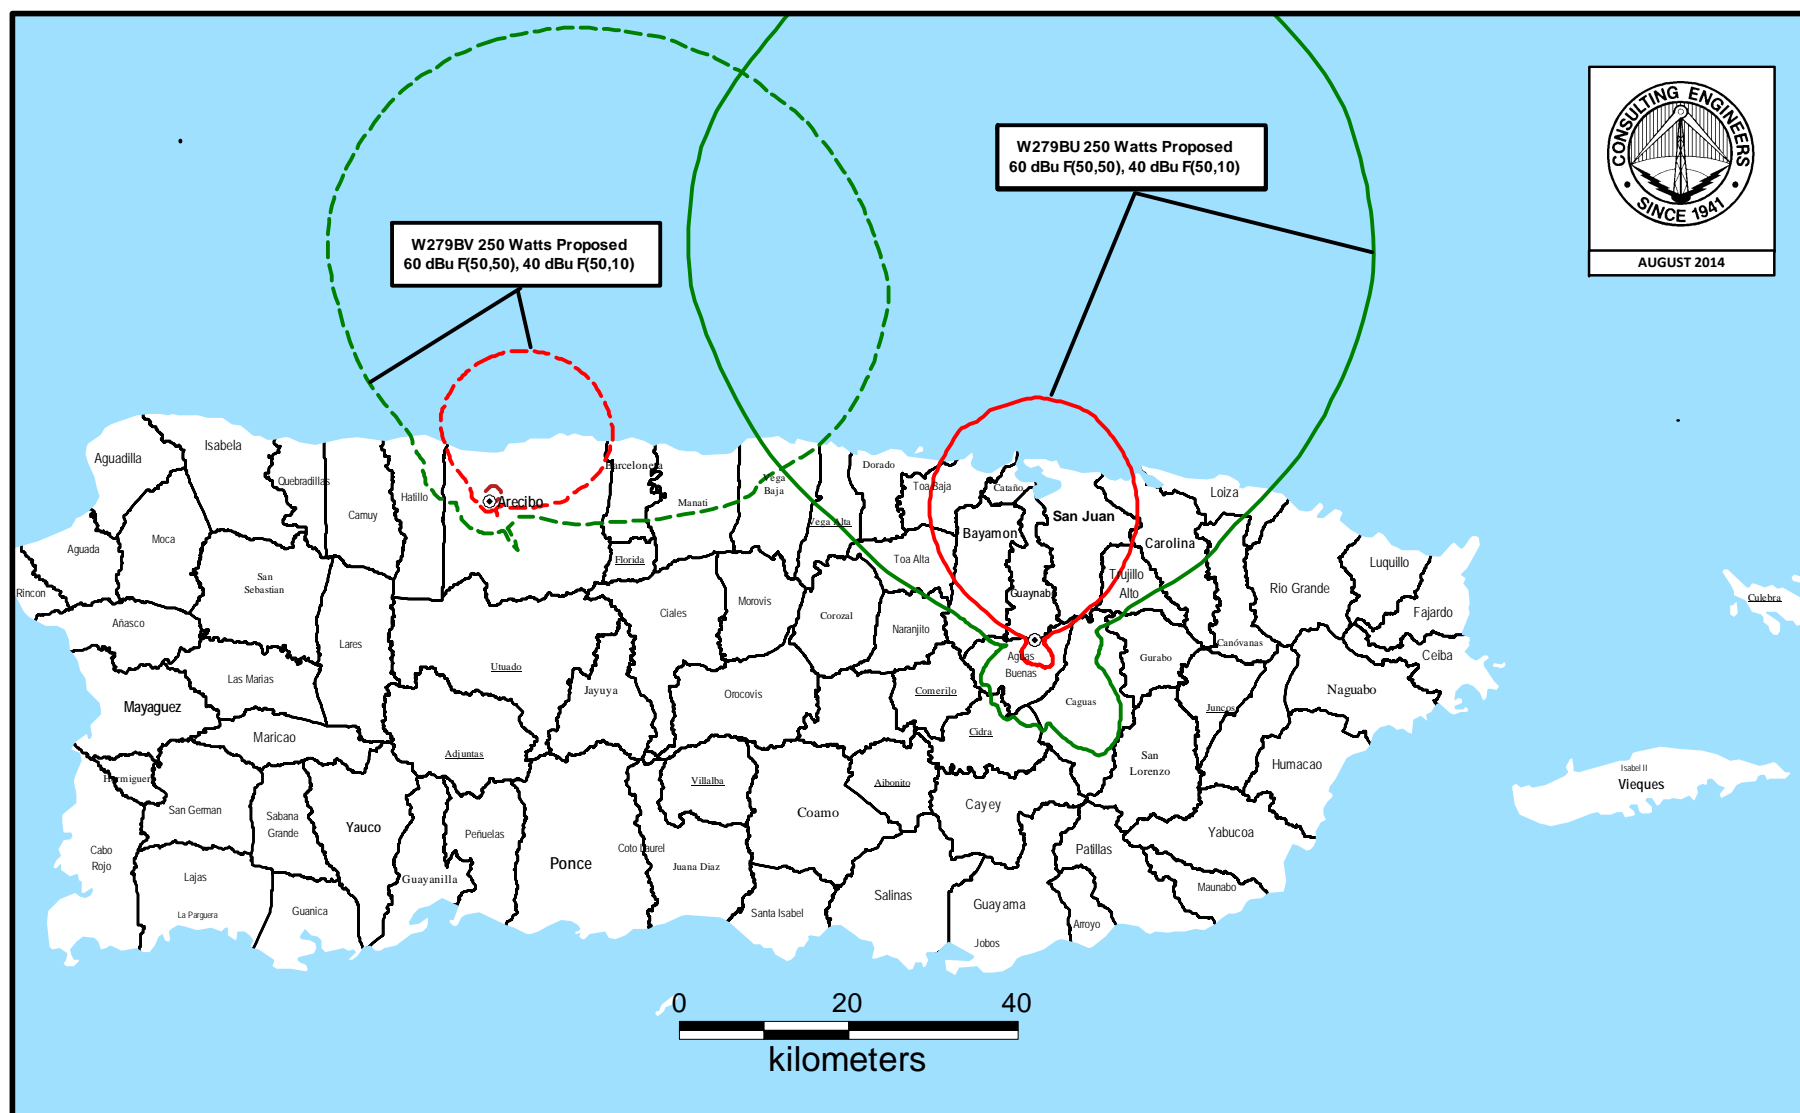 CONSULTING ENGINEERS
SINCE 1941
AUGUST 2014
W279BU 250 Watts Proposed
60 dBu F(50,50), 40 dBu F(50,10)
W279BV 250 Watts Proposed
60 dBu F(50,50), 40 dBu F(50,10)
Aguadilla
Isabela
Quebradillas
Camuy
Hatillo
Arecibo
Barceloneta
Manati
Vega
Baja
Vega Alta
Dorado
Toa Baja
Cataño
San Juan
Bayamon
Carolina
Loiza
Aguada
Moca
San
Sebastian
Rincon
Añasco
Lares
Florida
Ciales
Morovis
Corozal
Toa Alta
Naranjito
Guaynab
Trujillo
Alto
Rio Grande
Luquillo
Fajardo
Ceiba
Culebra
Canóvanas
Gurabo
Aguas
Buenas
Caguas
Juncos
Naguabo
Las Marias
Mayaguez
Maricao
Utuado
Jayuya
Orocovis
Comerilo
Cidra
Adjuntas
Villalba
Aibonito
San
Lorenzo
Humacao
Hormiguer
San German
Sabana
Grande
Yauco
Peñuelas
Ponce
Coto Laurel
Juana Diaz
Coamo
Cayey
Yabucoa
Patillas
Maunabo
Isabel II
Vieques
Cabo
Rojo
Lajas
La Parguera
Guanica
Guayanilla
Santa Isabel
Salinas
Guayama
Jobos
Arroyo
0 20 40
kilometers